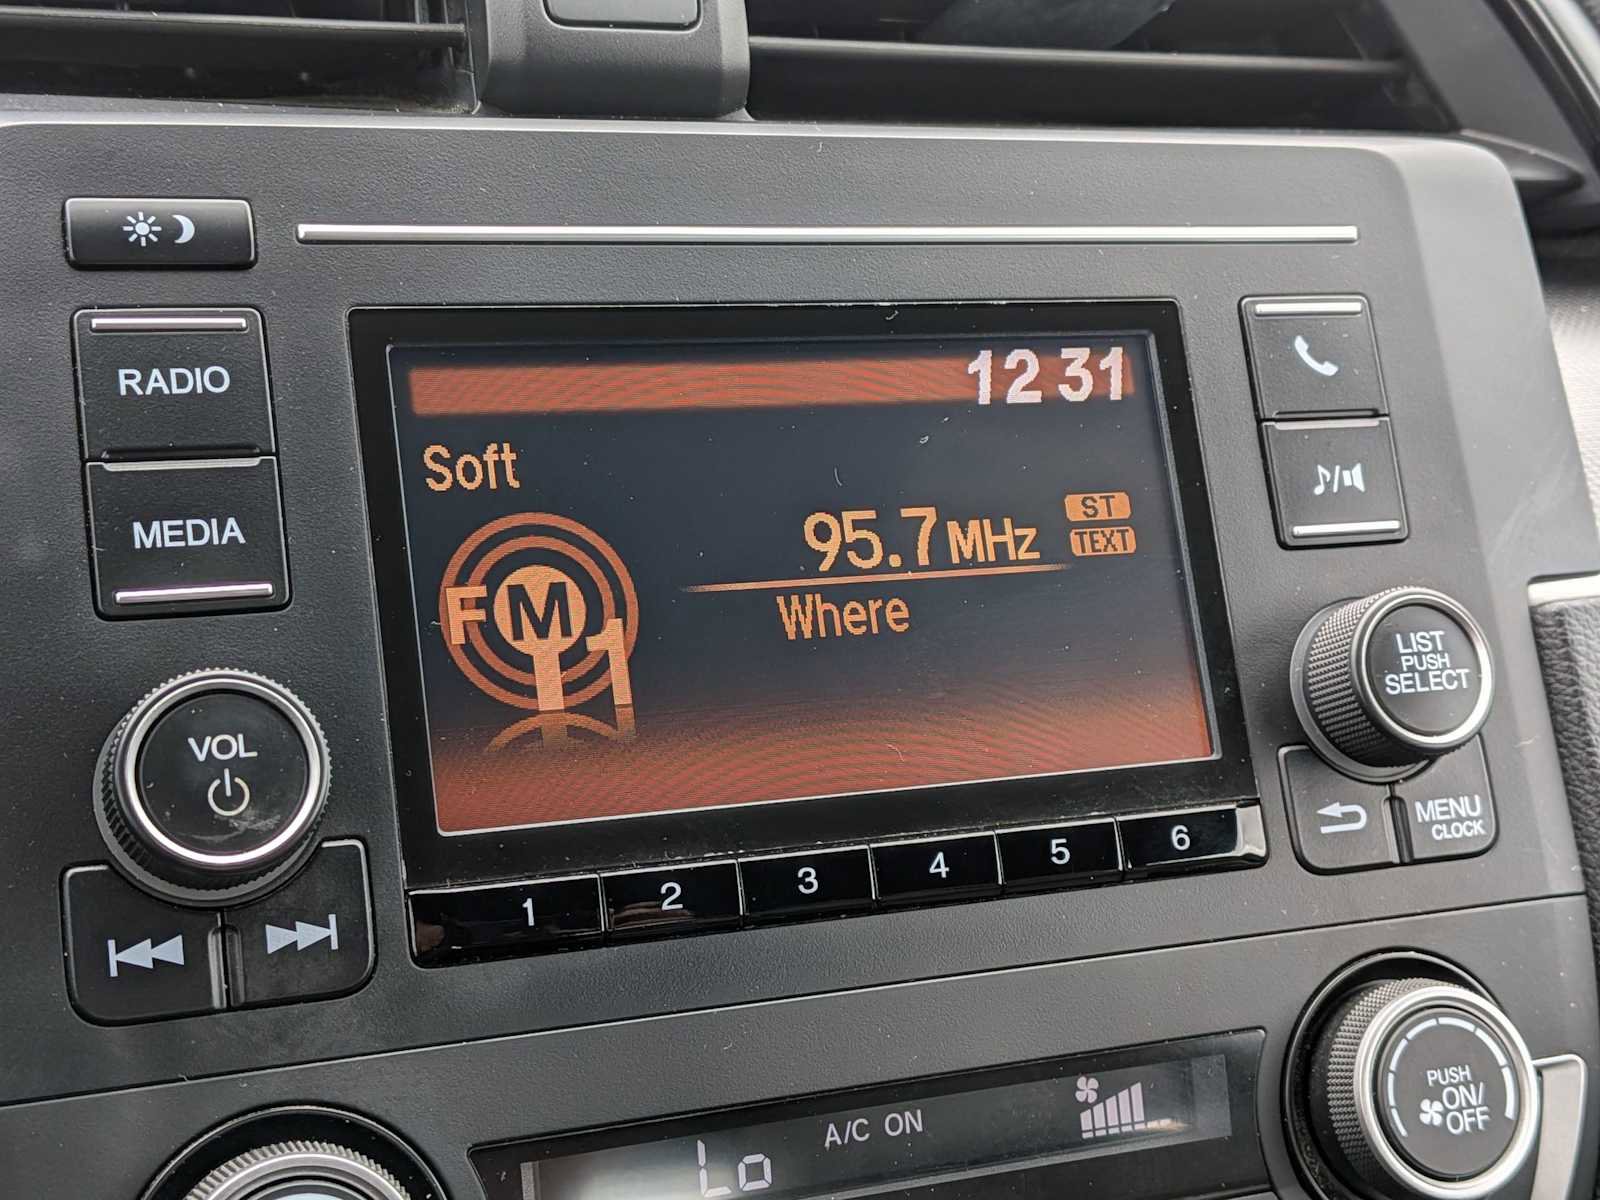 12 31
RADIO
Soft
ST
95.7 MHz
TEXT
MEDIA
FM 1
Where
LIST
PUSH
SELECT
VOL
MENU
CLOCK
1 2 3 4 5 6
PUSH
ON/
OFF
A/C ON
Lo